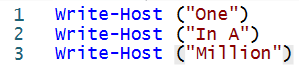 1 Write-Host ("One")
2 Write-Host ("In A")
3 Write-Host ("Million")